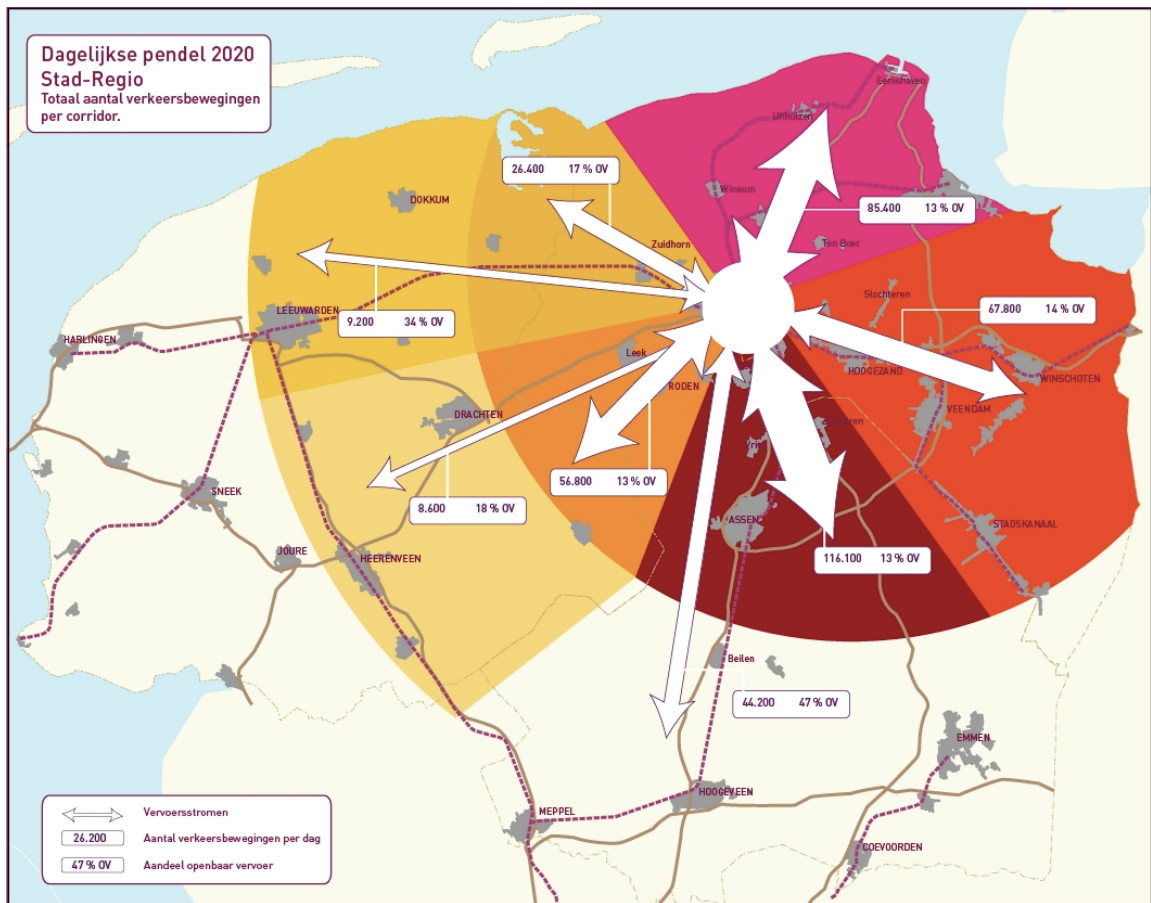 Dagelijkse pendel 2020
Stad-Regio
Totaal aantal verkeersbewegingen
per corridor.
Eemshaven
Uithuizen
26.400 17 % OV
Winsum
DOKKUM
85.400 13 % OV
Zuidhorn
Ten Boer
Slochteren
67.800 14 % OV
LEEUWARDEN
9.200 34 % OV
HARLINGEN
Leek
HOOGEZAND
WINSCHOTEN
RODEN
VEENDAM
DRACHTEN
56.800 13 % OV
SNEEK
8.600 18 % OV
ASSEN
STADSKANAAL
JOURE
HEERENVEEN
116.100 13 % OV
Beilen
44.200 47 % OV
EMMEN
HOOGEVEEN
MEPPEL
COEVOORDEN
Vervoersstromen
26.200 Aantal verkeersbewegingen per dag
47 % OV Aandeel openbaar vervoer